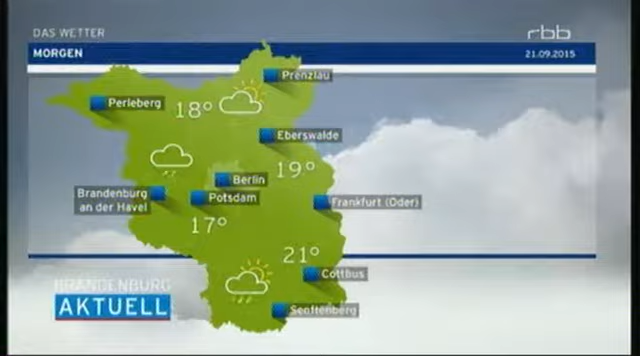 DAS WETTER
rbb
MORGEN
21.09.2015
Prenzlau
Perleberg
18°
Eberswalde
19°
Berlin
Brandenburg
an der Havel
Potsdam
Frankfurt (Oder)
17°
21°
Cottbus
BRANDENBURG
AKTUELL
Senftenberg